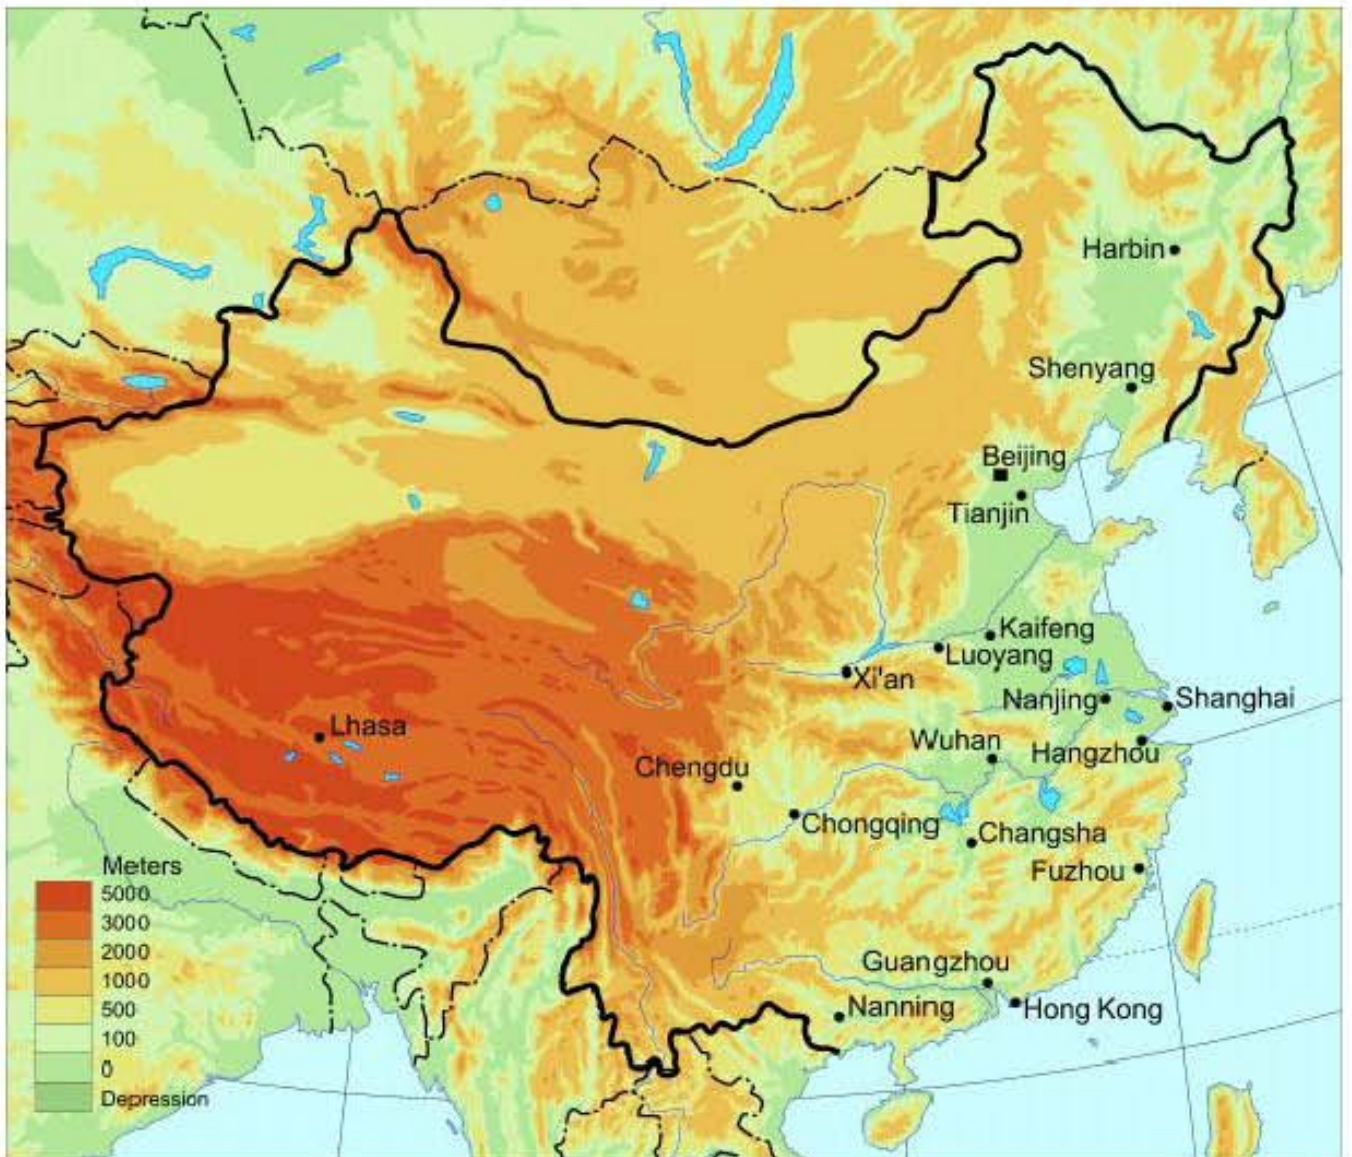 Harbin
Shenyang
Beijing
Tianjin
Kaifeng
Luoyang
Xi'an
Nanjing
Shanghai
Lhasa
Wuhan
Hangzhou
Chengdu
Chongqing
Changsha
Fuzhou
Guangzhou
Nanning
Hong Kong
Meters
5000
3000
2000
1000
500
100
0
Depression